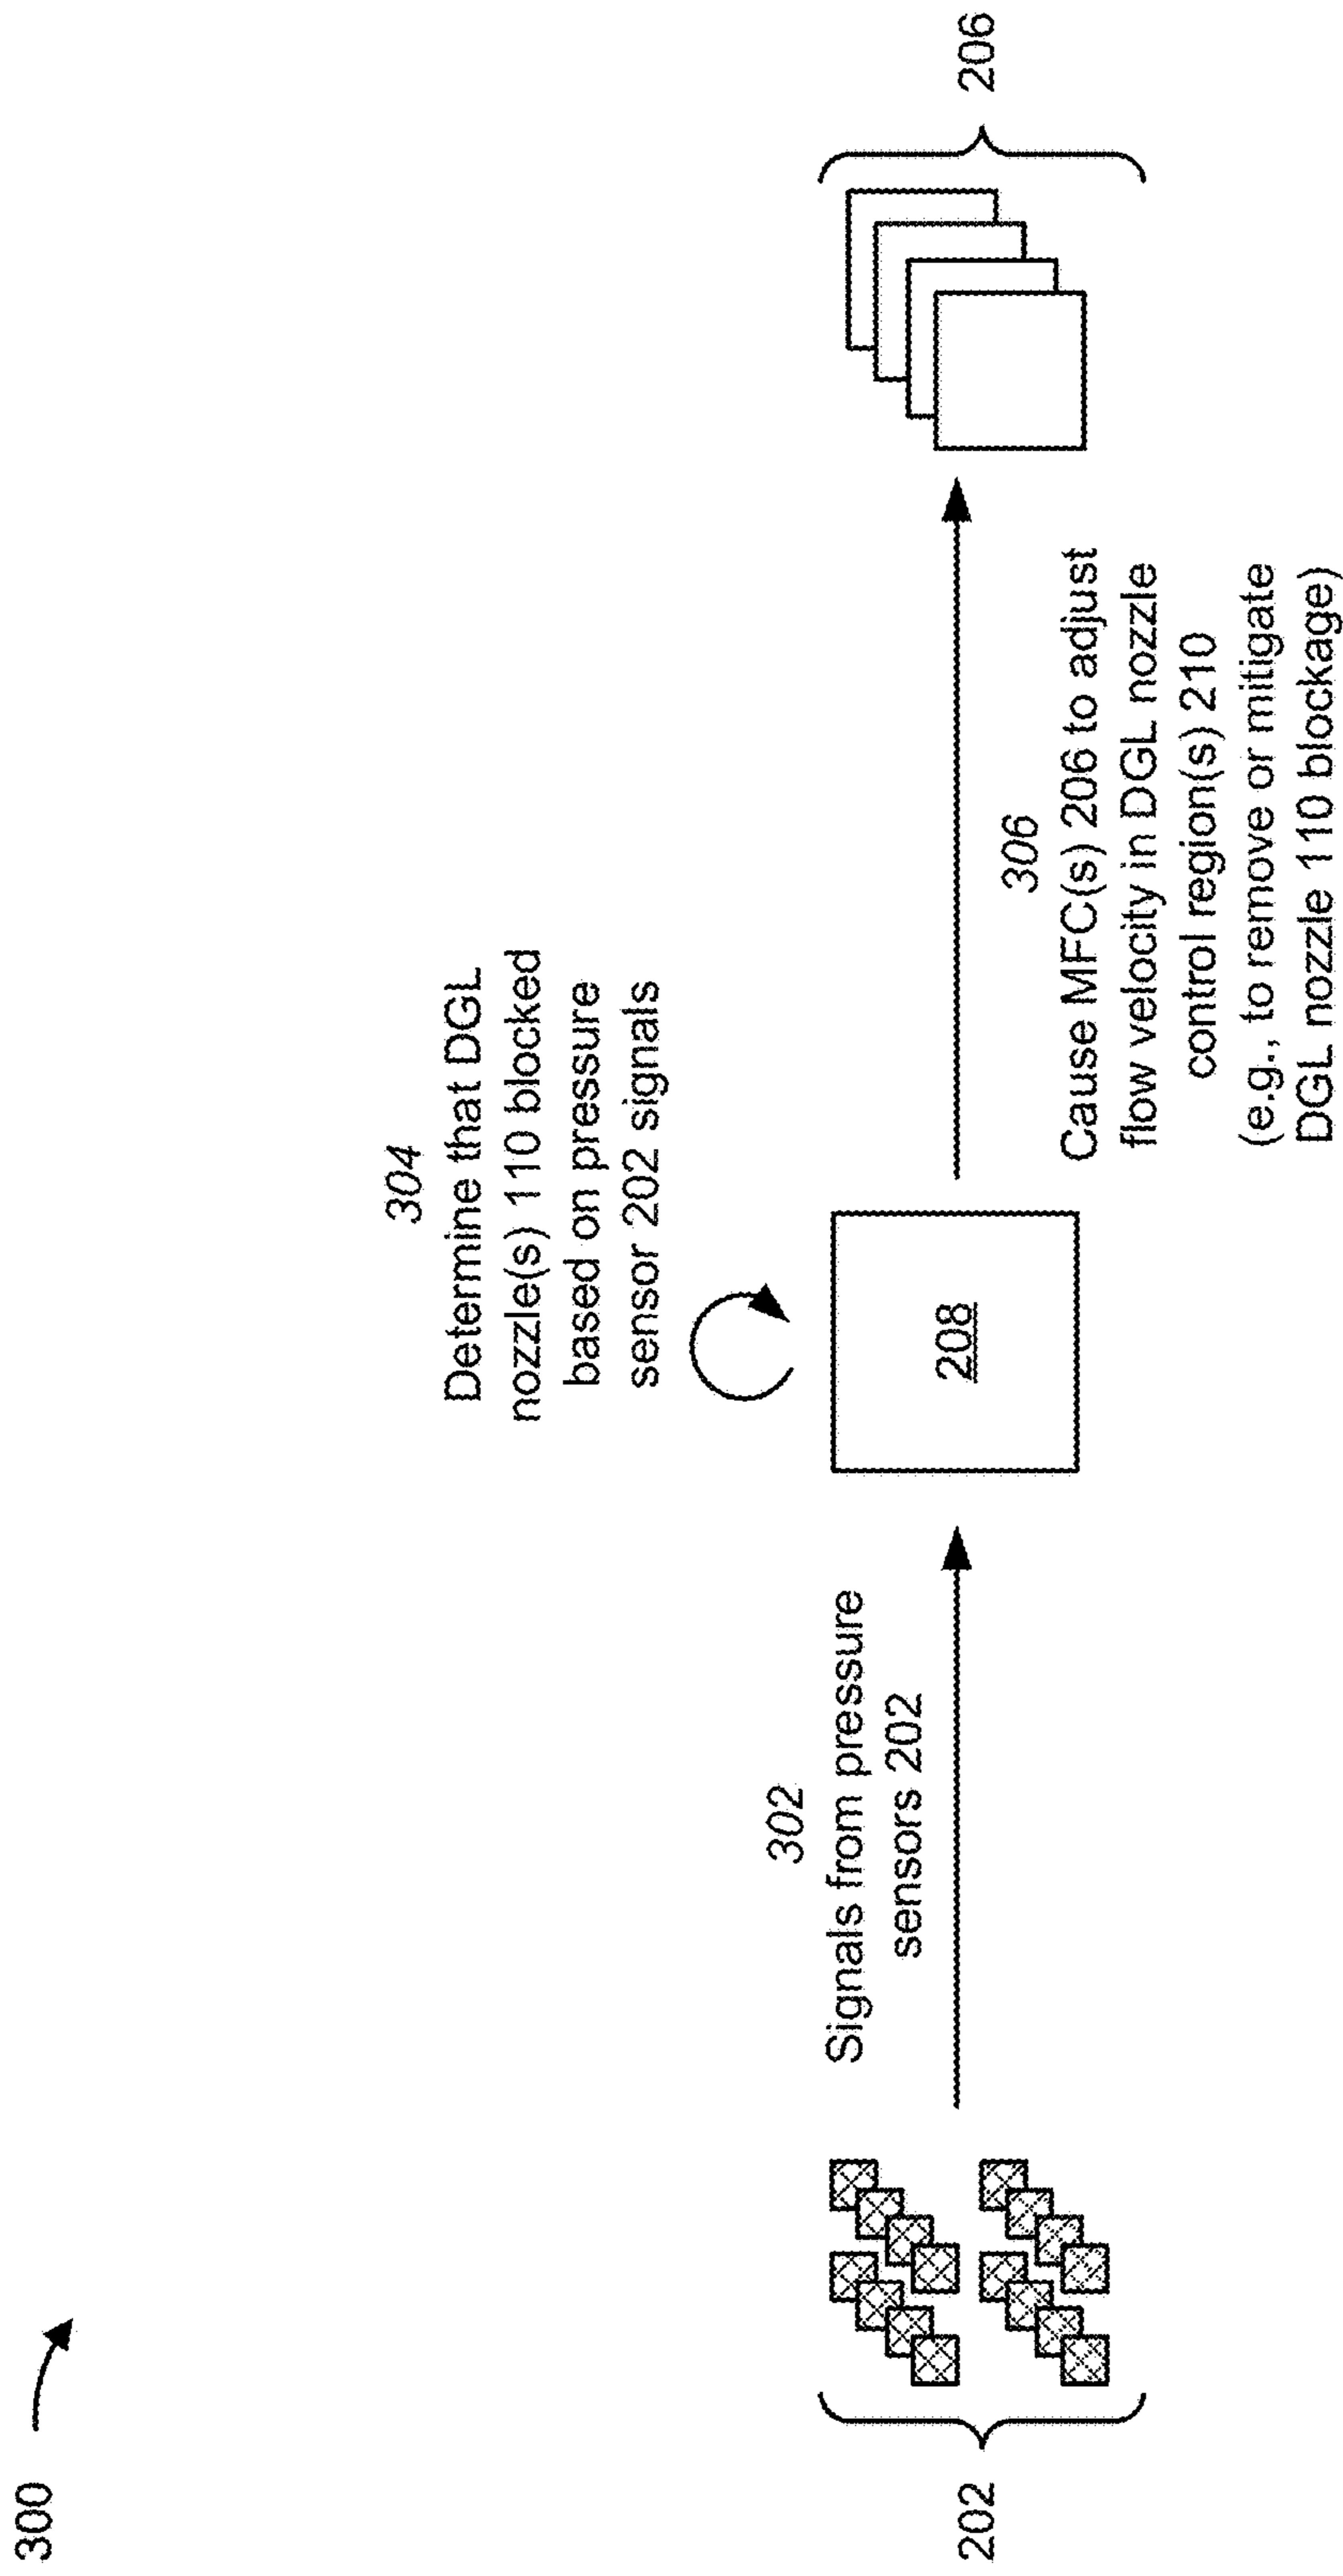 300
304
Determine that DGL
nozzle(s) 110 blocked
based on pressure
sensor 202 signals
302
Signals from pressure
sensors 202
202
208
206
306
Cause MFC(s) 206 to adjust
flow velocity in DGL nozzle
control region(s) 210
(e.g., to remove or mitigate
DGL nozzle 110 blockage)